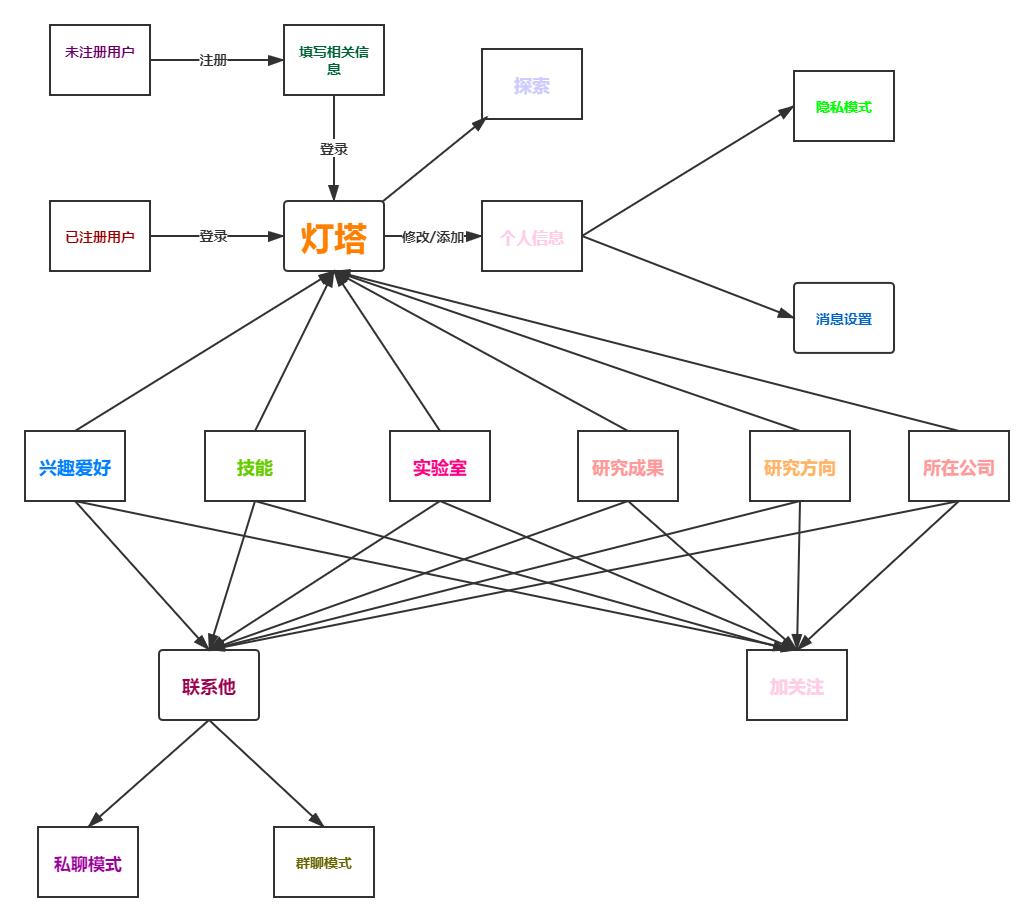 未注册用户
注册
填写相关信
息
探索
隐私模式
登录
已注册用户
登录
灯塔
修改/添加
个人信息
消息设置
兴趣爱好
技能
实验室
研究成果
研究方向
所在公司
联系他
加关注
私聊模式
群聊模式